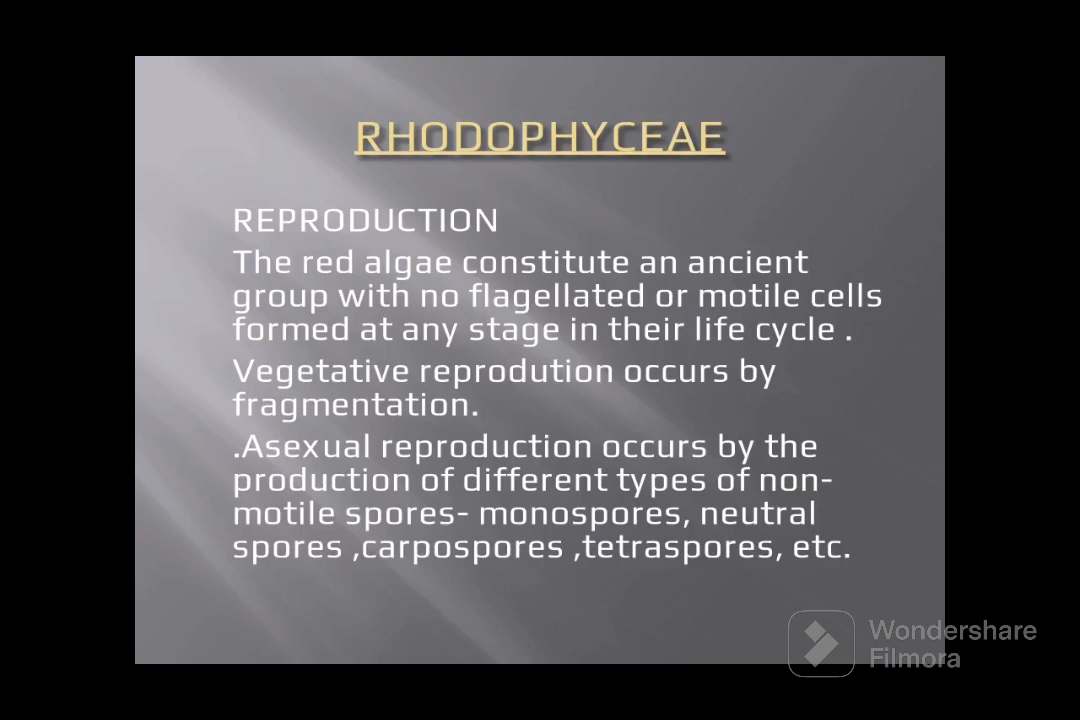 RHODOPHYCEAE
REPRODUCTION
The red algae constitute an ancient
group with no flagellated or motile cells
formed at any stage in their life cycle .
Vegetative reprodution occurs by
fragmentation.
.Asexual reproduction occurs by the
production of different types of non-
motile spores- monospores, neutral
spores ,carpospores ,tetraspores, etc.
Wondershare
Filmora